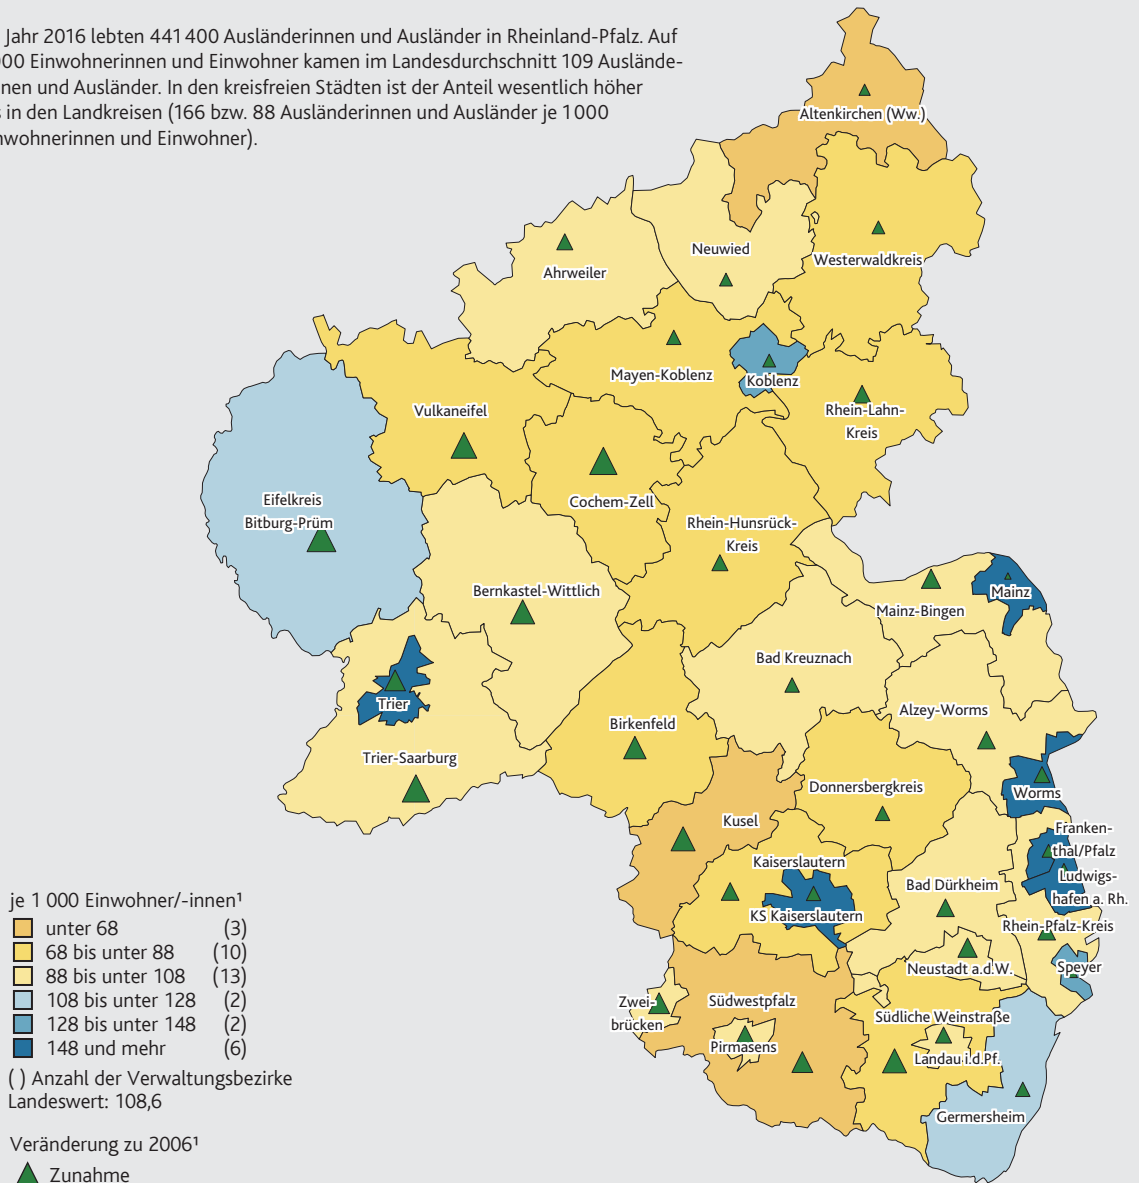 Jahr 2016 lebten 441 400 Ausländerinnen und Ausländer in Rheinland-Pfalz. Auf
000 Einwohnerinnen und Einwohner kamen im Landesdurchschnitt 109 Auslände-
nen und Ausländer. In den kreisfreien Städten ist der Anteil wesentlich höher
s in den Landkreisen (166 bzw. 88 Ausländerinnen und Ausländer je 1 000
nwohnerinnen und Einwohner).
Altenkirchen (Ww.)
Neuwied
Westerwaldkreis
Ahrweiler
Mayen-Koblenz
Koblenz
Vulkaneifel
Rhein-Lahn-
Kreis
Eifelkreis
Bitburg-Prüm
Cochem-Zell
Rhein-Hunsrück-
Kreis
Bernkastel-Wittlich
Mainz-Bingen
Mainz
Bad Kreuznach
Trier
Alzey-Worms
Birkenfeld
Trier-Saarburg
Donnersbergkreis
Worms
Kusel
Franken-
thal/Pfalz
Kaiserslautern
Ludwigs-
hafen a. Rh.
Bad Dürkheim
KS Kaiserslautern
Rhein-Pfalz-Kreis
Neustadt a.d.W.
Speyer
Zwei-
brücken
Südwestpfalz
Südliche Weinstraße
Pirmasens
Landau i.d.Pf.
Germersheim
je 1 000 Einwohner/-innen¹
unter 68 (3)
68 bis unter 88 (10)
88 bis unter 108 (13)
108 bis unter 128 (2)
128 bis unter 148 (2)
148 und mehr (6)
( ) Anzahl der Verwaltungsbezirke
Landeswert: 108,6
Veränderung zu 2006¹
Zunahme